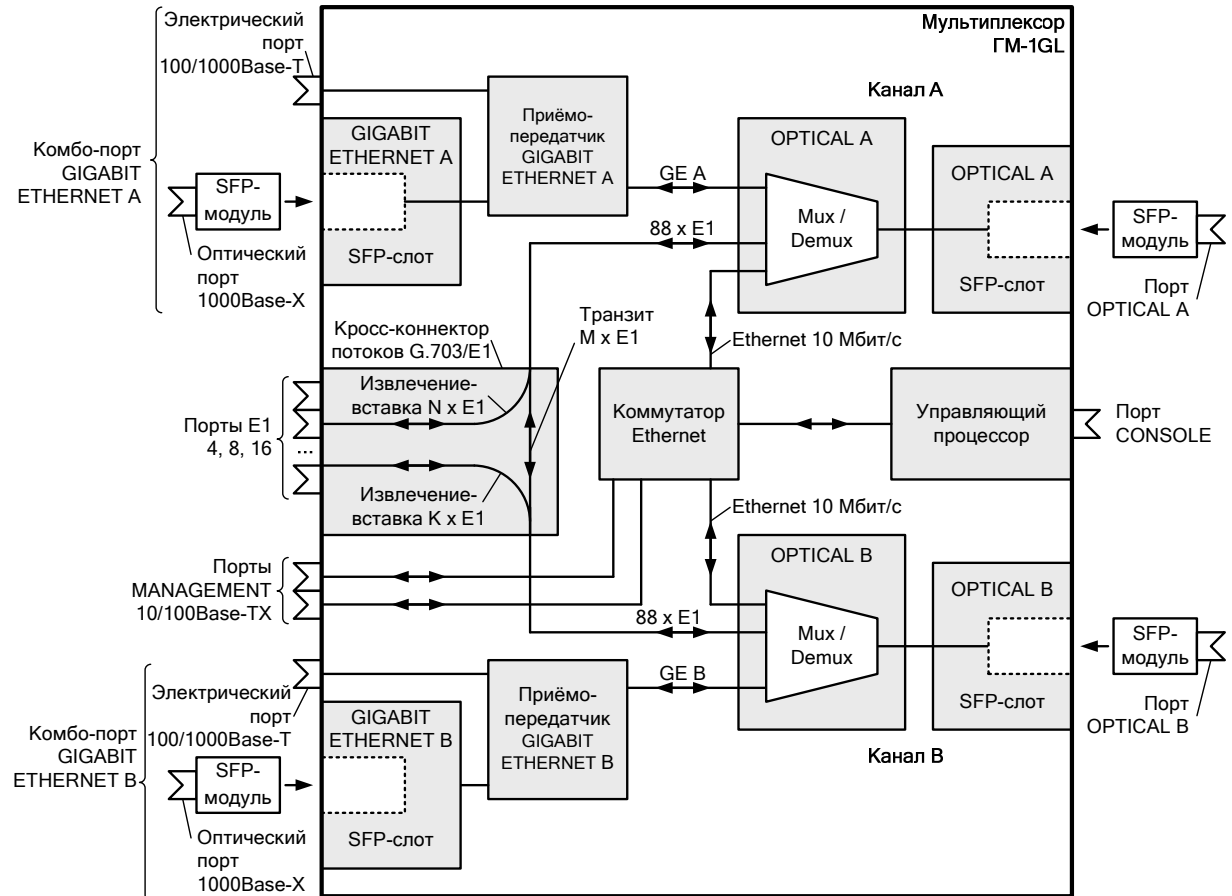 Мультиплексор
ГМ-1GL
Электрический
порт
100/1000Base-T
Комбо-порт
GIGABIT
ETHERNET A
SFP-
модуль
Оптический
порт
1000Base-X
GIGABIT
ETHERNET A
SFP-слот
Приёмо-
передатчик
GIGABIT
ETHERNET A
GE A
88 x E1
Канал A
OPTICAL A
Mux /
Demux
OPTICAL A
SFP-слот
SFP-
модуль
Порт
OPTICAL A
Кросс-коннектор
потоков G.703/E1
Транзит
M x E1
Ethernet 10 Мбит/с
Порты E1
4, 8, 16
...
Извлечение-
вставка N x E1
Извлечение-
вставка K x E1
Коммутатор
Ethernet
Управляющий
процессор
Порт
CONSOLE
Ethernet 10 Мбит/с
Порты
MANAGEMENT
10/100Base-TX
88 x E1
GE B
OPTICAL B
Mux /
Demux
OPTICAL B
SFP-слот
SFP-
модуль
Порт
OPTICAL B
Канал B
Электрический
порт
100/1000Base-T
Комбо-порт
GIGABIT
ETHERNET B
SFP-
модуль
Оптический
порт
1000Base-X
GIGABIT
ETHERNET B
SFP-слот
Приёмо-
передатчик
GIGABIT
ETHERNET B